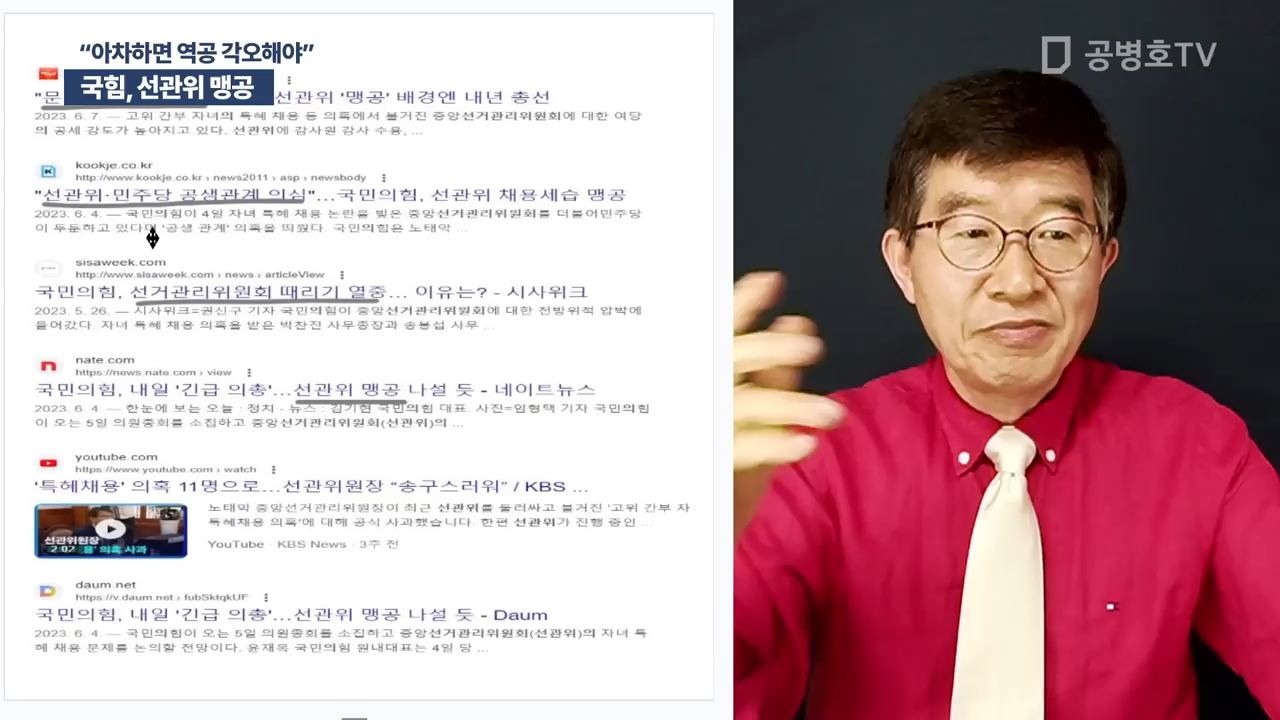 “아차하면 역공 각오해야”
국힘, 선관위 맹공
공병호TV
"문 선관위 '맹공' 배경엔 내년 총선
2023. 6. 7. — 고위 간부 자녀의 특혜 채용 등 의혹에서 불거진 중앙선거관리위원회에 대한 여당
의 공세 강도가 높아지고 있다. 선관위에 감사원 감사 수용, ...
kookje.co.kr
http://www.kookje.co.kr › news2011 › asp › newsbody
"선관위·민주당 공생관계 의심"...국민의힘, 선관위 채용세습 맹공
2023. 6. 4. — 국민의힘이 4일 자녀 특혜 채용 논란을 빚은 중앙선거관리위원회를 더불어민주당
이 두둔하고 있다며 '공생 관계' 의혹을 띄웠다. 국민의힘은 노태악 ...
sisaweek.com
http://www.sisaweek.com › news › articleView
국민의힘, 선거관리위원회 때리기 열중... 이유는? - 시사위크
2023. 5. 26. — 시사위크=권신구 기자 국민의힘이 중앙선거관리위원회에 대한 전방위적 압박에
들어갔다. 자녀 특혜 채용 의혹을 받은 박찬진 사무총장과 송봉섭 사무 ...
nate.com
https://news.nate.com › view
국민의힘, 내일 '긴급 의총'...선관위 맹공 나설 듯 - 네이트뉴스
2023. 6. 4. — 한눈에 보는 오늘 : 정치 - 뉴스 : 김기현 국민의힘 대표. 사진=임형택 기자 국민의힘
이 오는 5일 의원총회를 소집하고 중앙선거관리위원회(선관위)의 ...
youtube.com
https://www.youtube.com › watch
'특혜채용' 의혹 11명으로...선관위원장 “송구스러워” / KBS ...
노태악 중앙선거관리위원장이 최근 선관위를 둘러싸고 불거진 '고위 간부 자
녀 특혜채용 의혹'에 대해 공식 사과했습니다. 한편 선관위가 진행 중인 ...
선관위원장
2:02 용' 의혹 사과
YouTube · KBS News · 3주 전
daum.net
https://v.daum.net › fubSktqkUF
국민의힘, 내일 '긴급 의총'...선관위 맹공 나설 듯 - Daum
2023. 6. 4. — 국민의힘이 오는 5일 의원총회를 소집하고 중앙선거관리위원회(선관위)의 자녀 특
혜 채용 문제를 논의할 전망이다. 윤재옥 국민의힘 원내대표는 4일 당 ...